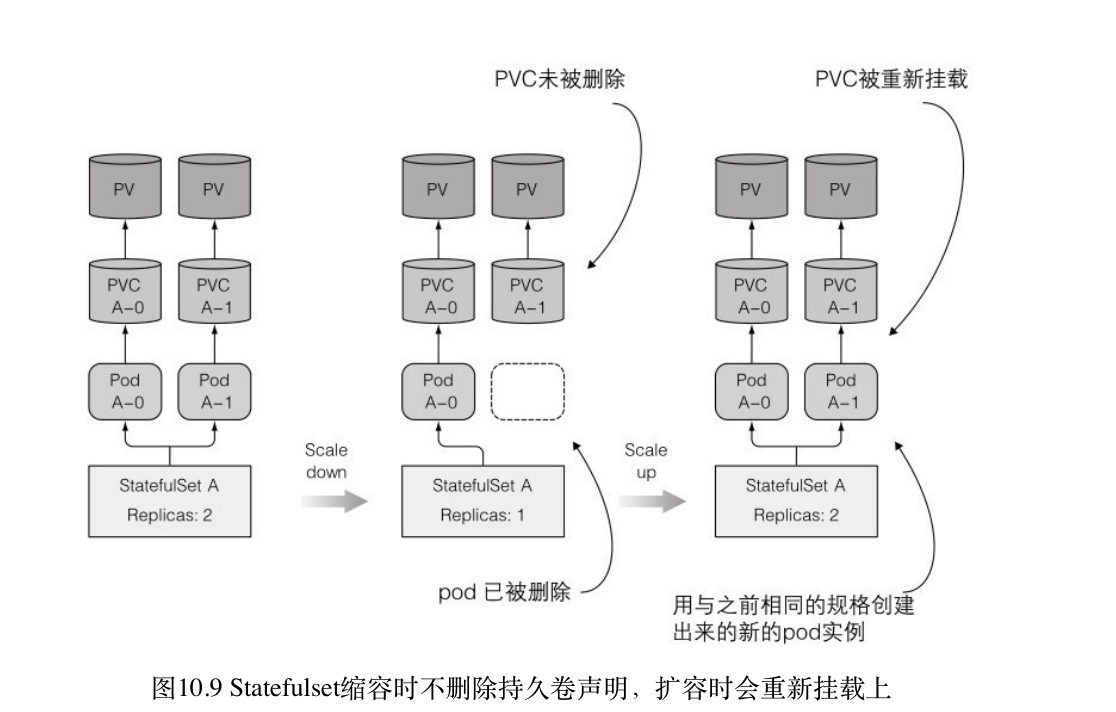 PVC未被删除
PVC被重新挂载
PV
PV
PV
PV
PV
PV
PVC
A-0
PVC
A-1
PVC
A-0
PVC
A-1
PVC
A-0
PVC
A-1
Pod
A-0
Pod
A-1
Pod
A-0
Pod
A-0
Pod
A-1
Scale
down
Scale
up
StatefulSet A
Replicas: 2
StatefulSet A
Replicas: 1
StatefulSet A
Replicas: 2
pod 已被删除
用与之前相同的规格创建
出来的新的pod实例
图10.9 Statefulset缩容时不删除持久卷声明，扩容时会重新挂载上